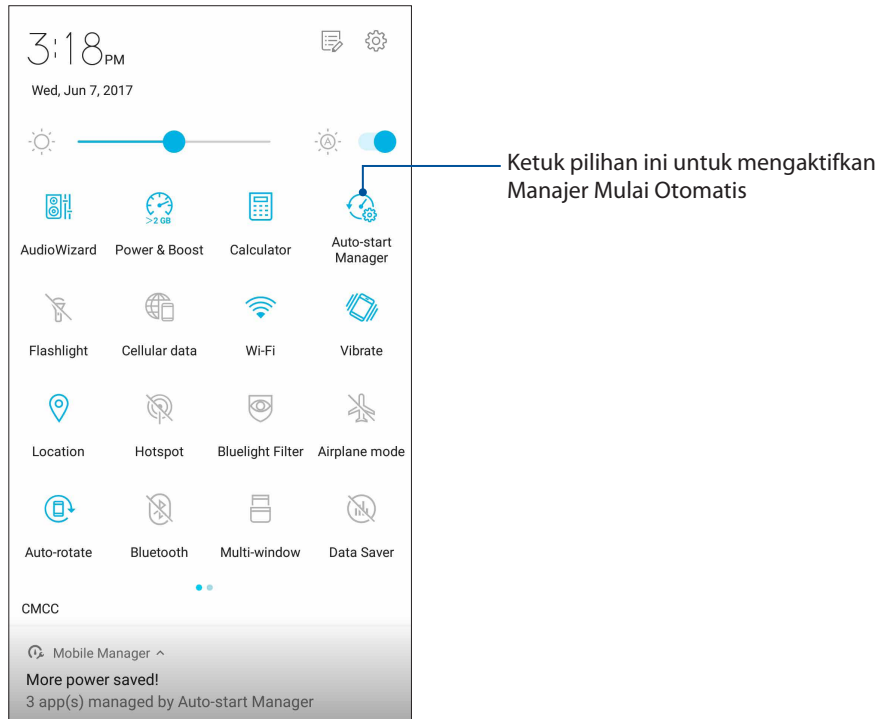 3:18 PM
Wed, Jun 7, 2017
A
Ketuk pilihan ini untuk mengaktifkan
Manajer Mulai Otomatis
>2 GB
AudioWizard Power & Boost Calculator Auto-start
Manager
Flashlight Cellular data Wi-Fi Vibrate
Location Hotspot Bluelight Filter Airplane mode
Auto-rotate Bluetooth Multi-window Data Saver
CMCC
Mobile Manager
More power saved!
3 app(s) managed by Auto-start Manager